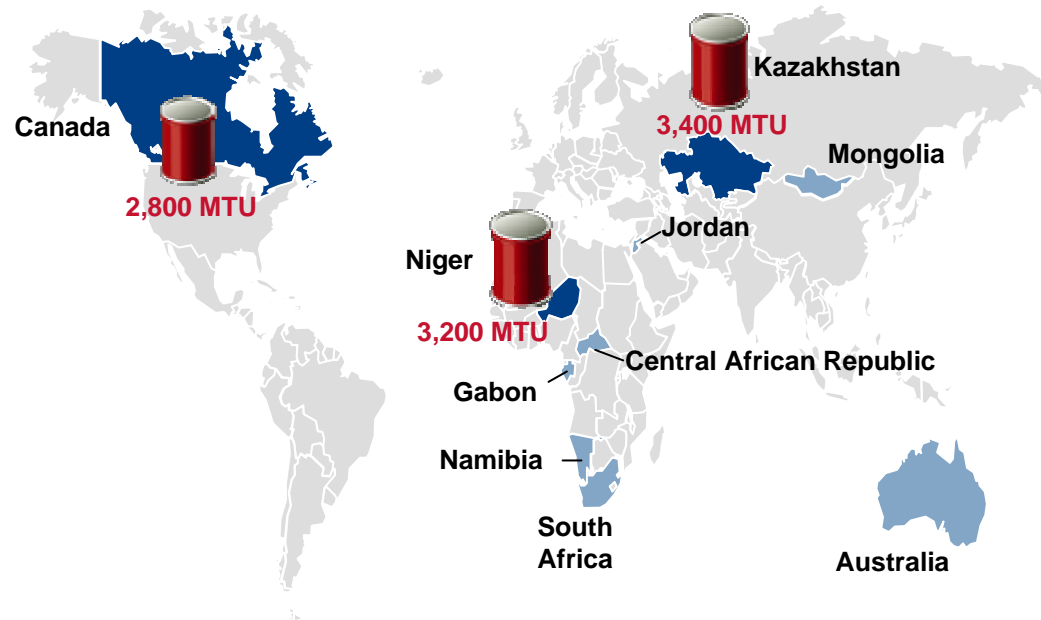 Kazakhstan
Canada
3,400 MTU
Mongolia
2,800 MTU
Jordan
Niger
3,200 MTU
Central African Republic
Gabon
Namibia
South
Africa
Australia